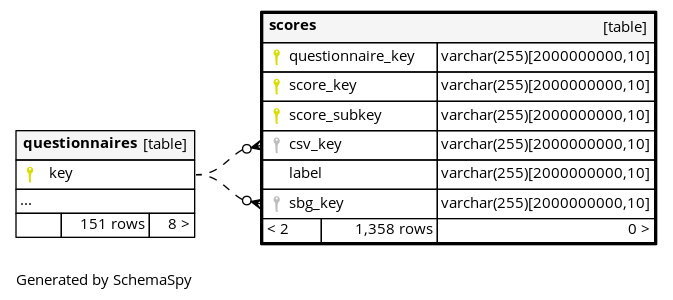 scores [table]
questionnaire_key varchar(255)[2000000000,10]
score_key varchar(255)[2000000000,10]
score_subkey varchar(255)[2000000000,10]
csv_key varchar(255)[2000000000,10]
label varchar(255)[2000000000,10]
sbg_key varchar(255)[2000000000,10]
< 2 1,358 rows 0 >
questionnaires [table]
key
...
151 rows 8 >
Generated by SchemaSpy